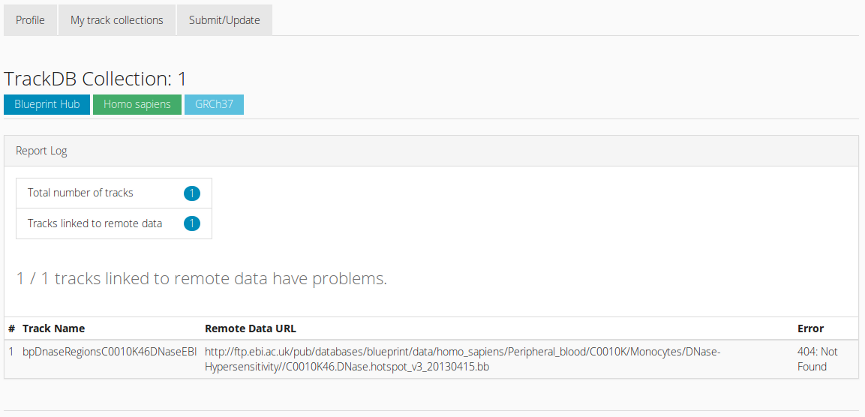 Profile My track collections Submit/Update
TrackDB Collection: 1
Blueprint Hub Homo sapiens GRCh37
Report Log
Total number of tracks 1
Tracks linked to remote data 1
1 / 1 tracks linked to remote data have problems.
# Track Name Remote Data URL Error
1 bpDnaseRegionsC0010K46DNaseEBI http://ftp.ebi.ac.uk/pub/databases/blueprint/data/homo_sapiens/Peripheral_blood/C0010K/Monocytes/DNase- 404: Not
Hypersensitivity//C0010K46.DNase.hotspot_v3_20130415.bb Found